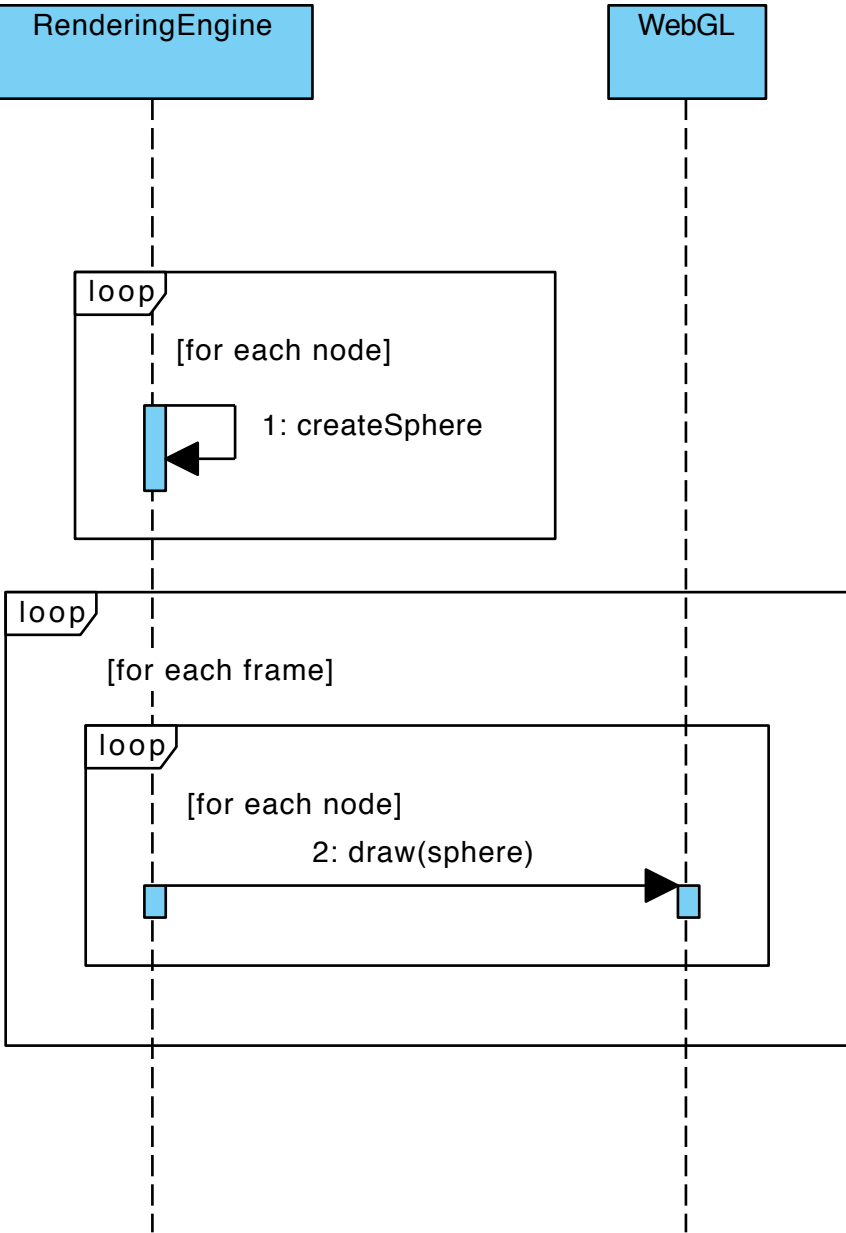 RenderingEngine
WebGL
loop
[for each node]
1: createSphere
loop
[for each frame]
loop
[for each node]
2: draw(sphere)